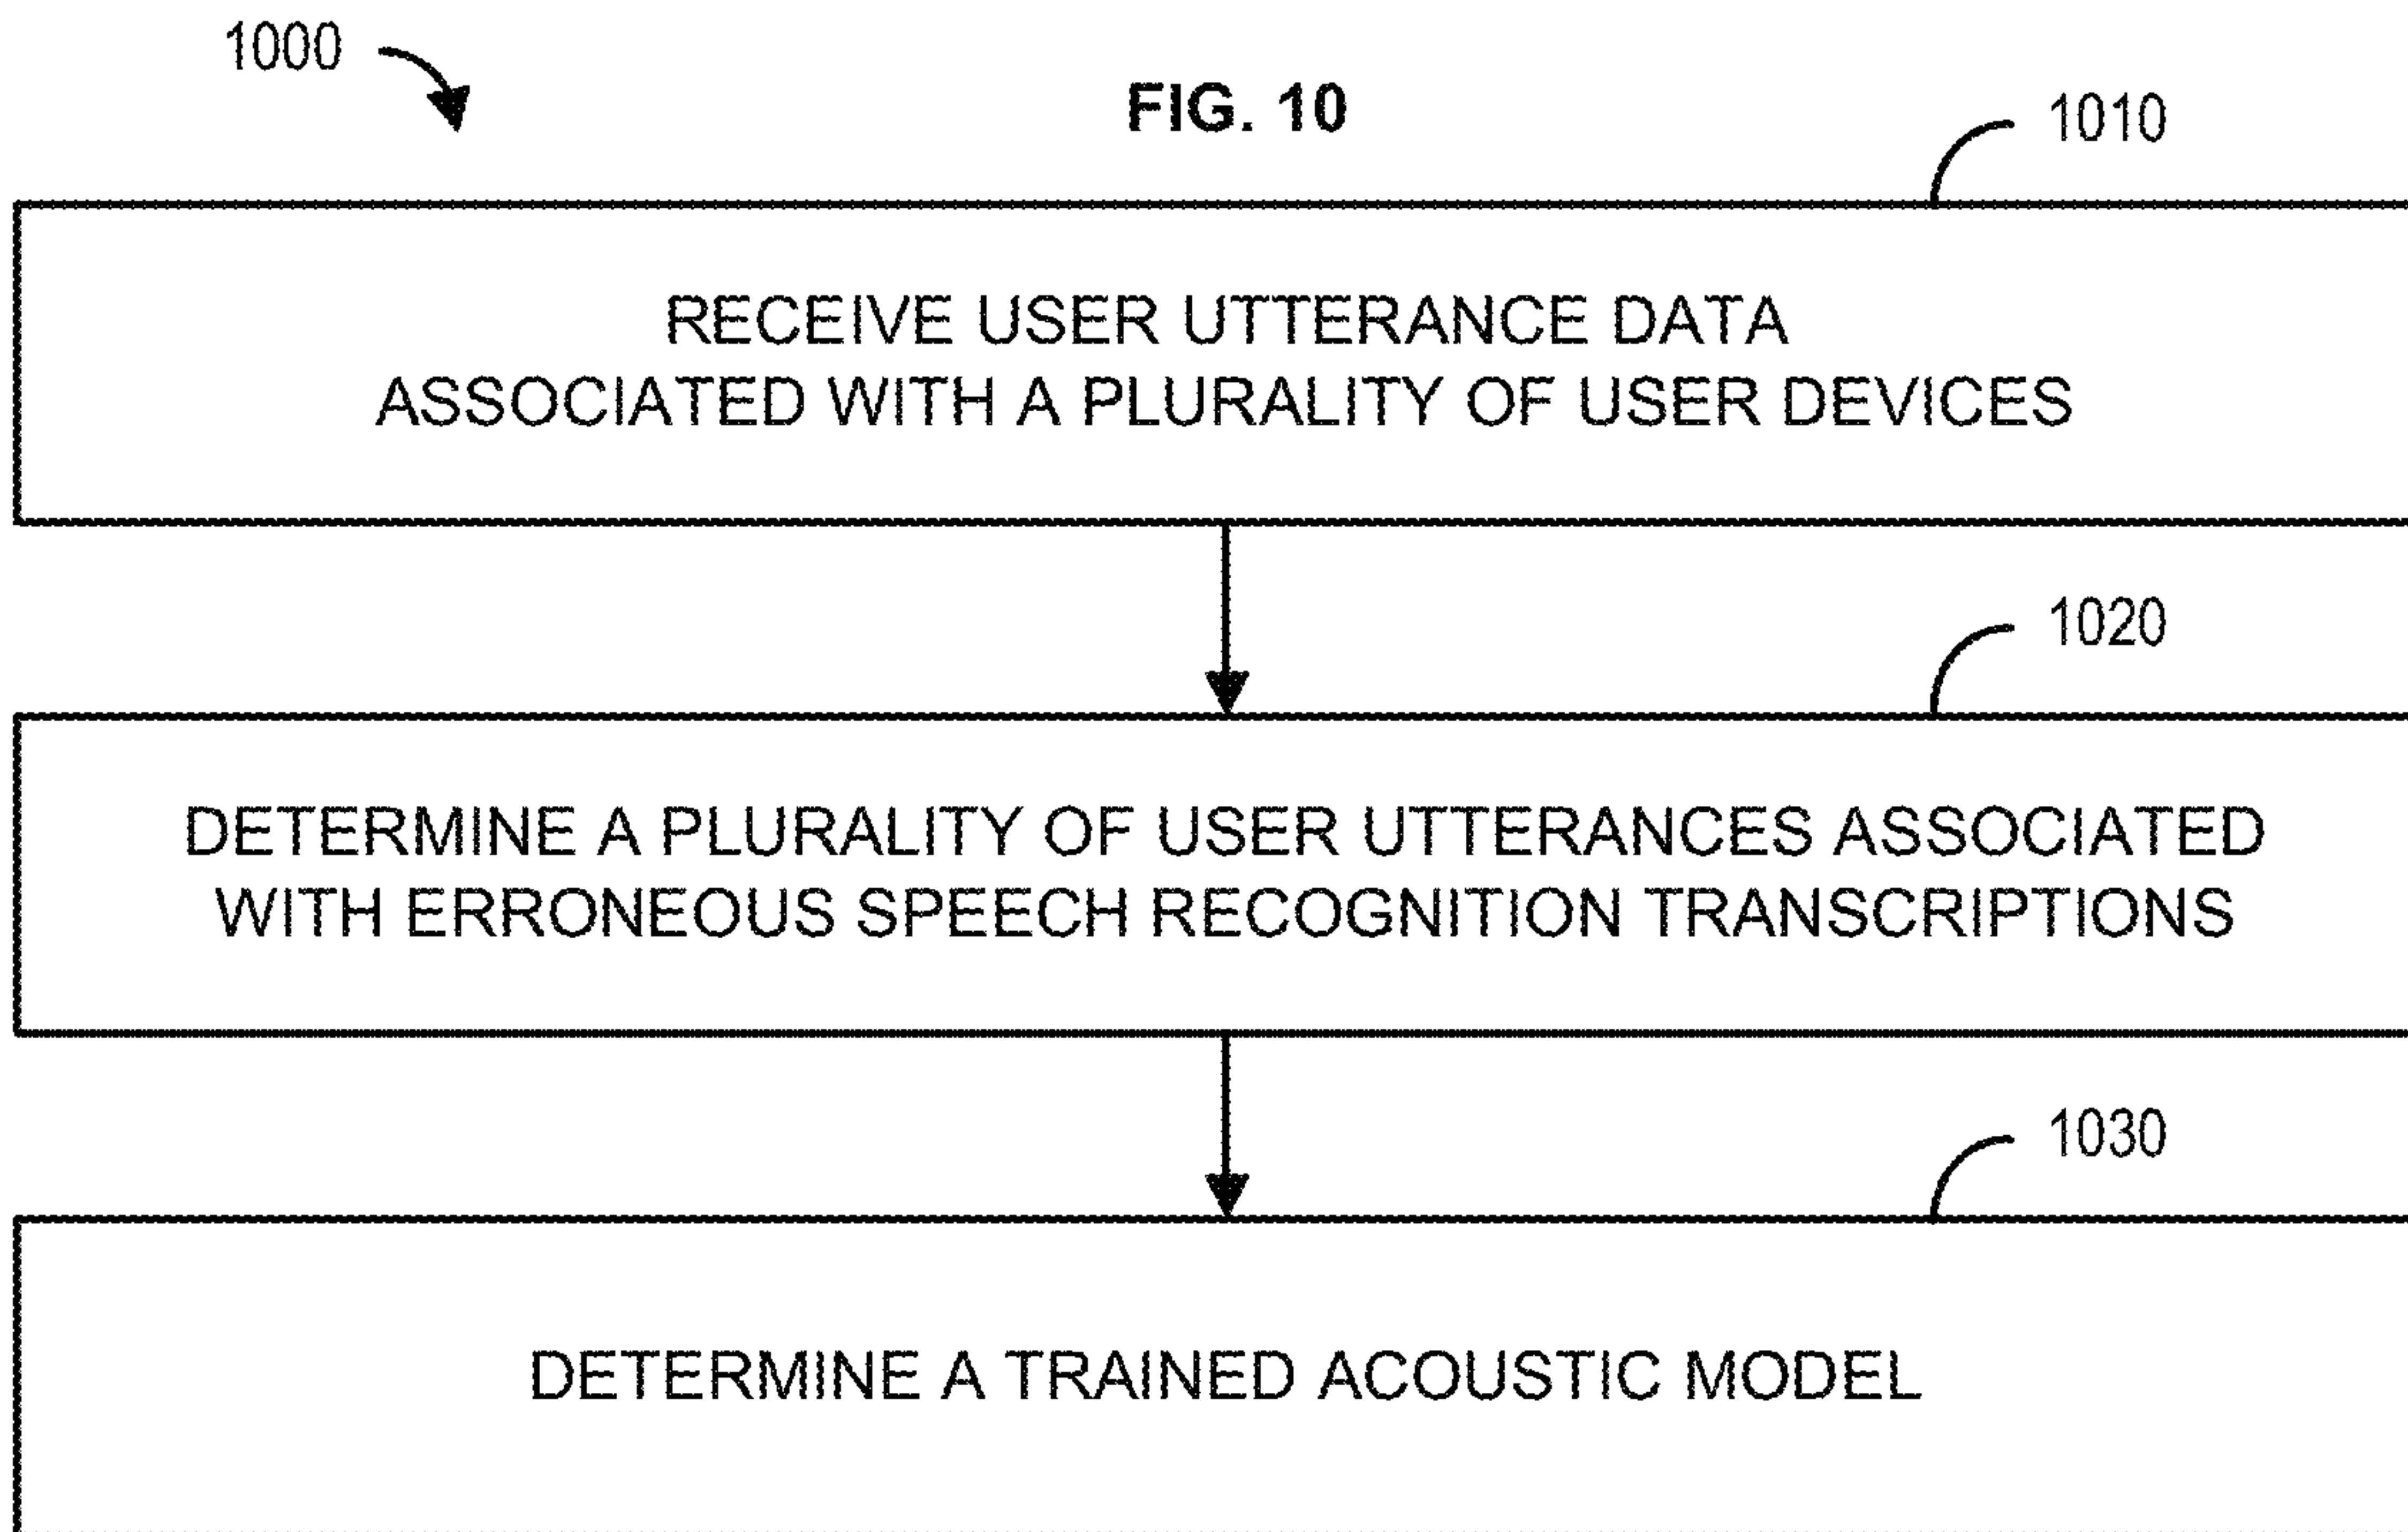 1000
FIG. 10
1010
RECEIVE USER UTTERANCE DATA
ASSOCIATED WITH A PLURALITY OF USER DEVICES
1020
DETERMINE A PLURALITY OF USER UTTERANCES ASSOCIATED
WITH ERRONEOUS SPEECH RECOGNITION TRANSCRIPTIONS
1030
DETERMINE A TRAINED ACOUSTIC MODEL